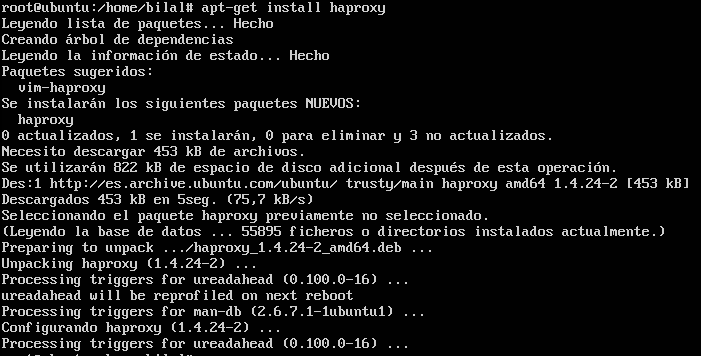 root@ubuntu:/home/bilal# apt-get install haproxy
Leyendo lista de paquetes... Hecho
Creando árbol de dependencias
Leyendo la información de estado... Hecho
Paquetes sugeridos:
  vim-haproxy
Se instalarán los siguientes paquetes NUEVOS:
  haproxy
0 actualizados, 1 se instalarán, 0 para eliminar y 3 no actualizados.
Necesito descargar 453 kB de archivos.
Se utilizarán 822 kB de espacio de disco adicional después de esta operación.
Des:1 http://es.archive.ubuntu.com/ubuntu/ trusty/main haproxy amd64 1.4.24-2 [453 kB]
Descargados 453 kB en 5seg. (75,7 kB/s)
Seleccionando el paquete haproxy previamente no seleccionado.
(Leyendo la base de datos ... 55895 ficheros o directorios instalados actualmente.)
Preparing to unpack .../haproxy_1.4.24-2_amd64.deb ...
Unpacking haproxy (1.4.24-2) ...
Processing triggers for ureadahead (0.100.0-16) ...
ureadahead will be reprofiled on next reboot
Processing triggers for man-db (2.6.7.1-1ubuntu1) ...
Configurando haproxy (1.4.24-2) ...
Processing triggers for ureadahead (0.100.0-16) ...